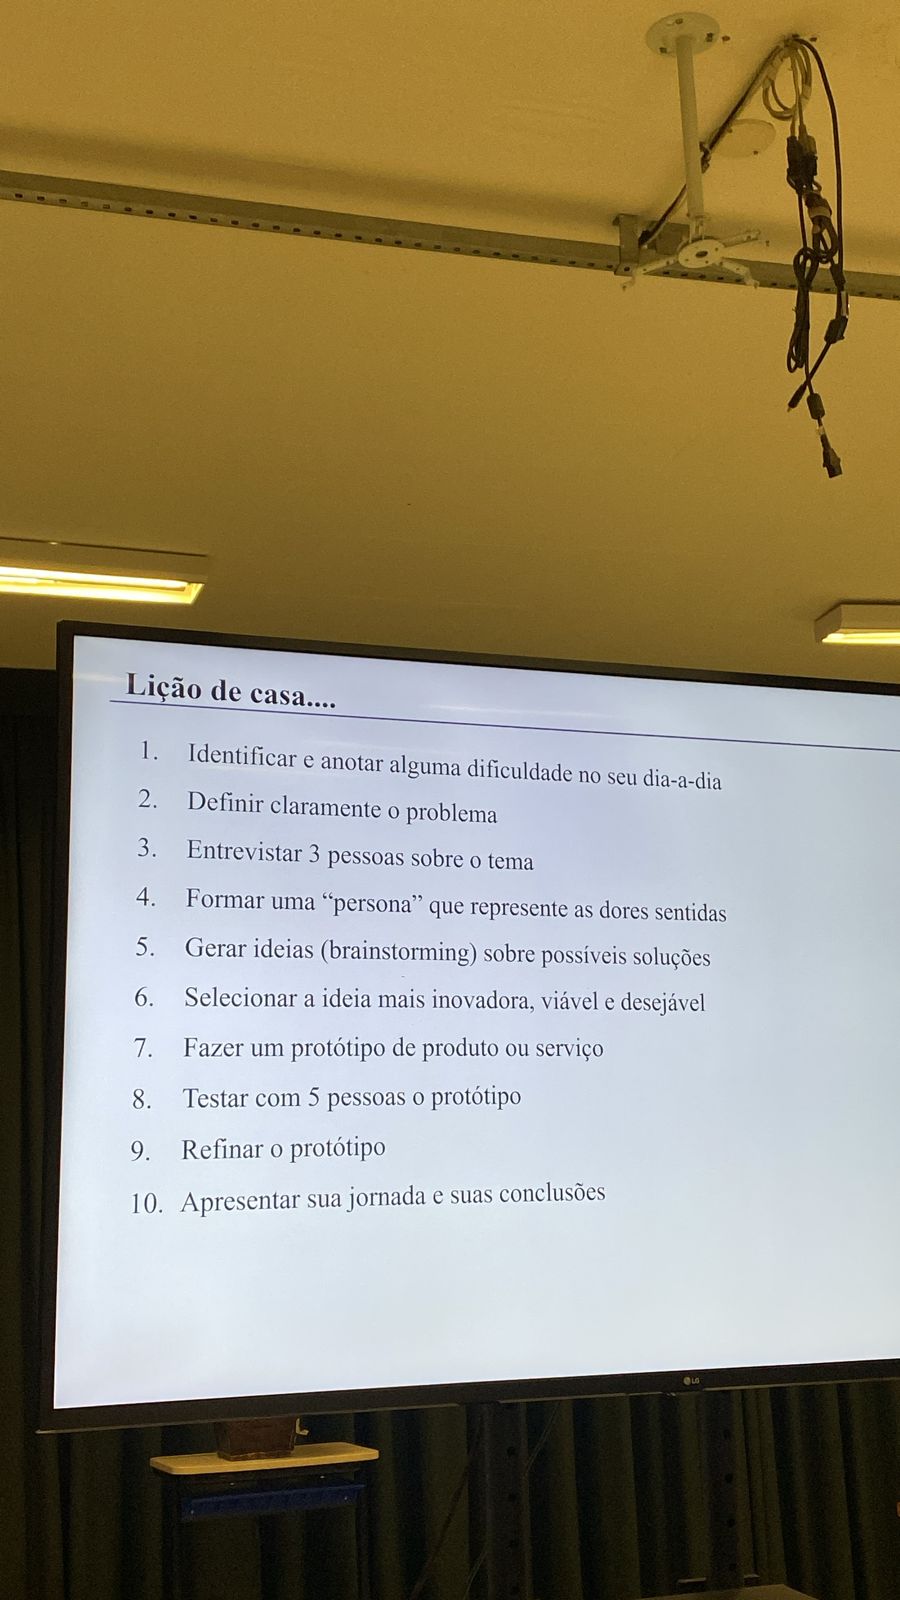 Lição de casa....
1. Identificar e anotar alguma dificuldade no seu dia-a-dia
2. Definir claramente o problema
3. Entrevistar 3 pessoas sobre o tema
4. Formar uma “persona” que represente as dores sentidas
5. Gerar ideias (brainstorming) sobre possíveis soluções
6. Selecionar a ideia mais inovadora, viável e desejável
7. Fazer um protótipo de produto ou serviço
8. Testar com 5 pessoas o protótipo
9. Refinar o protótipo
10. Apresentar sua jornada e suas conclusões
LG